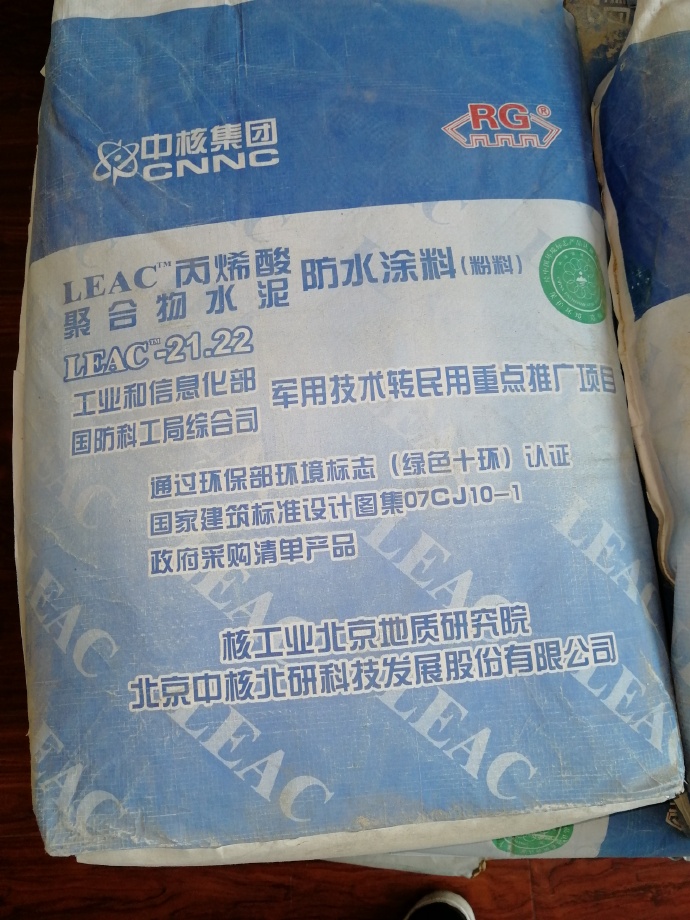 中核集团
CNNC
RG®
LEAC™ 丙烯酸
聚合物水泥 防水涂料(粉料)
LEAC™-21.22
工业和信息化部
国防科工局综合司 军用技术转民用重点推广项目
通过环保部环境标志（绿色十环）认证
国家建筑标准设计图集07CJ10-1
政府采购清单产品
核工业北京地质研究院
北京中核北研科技发展股份有限公司
LEAC
LEAC
LEAC
LEAC
LEAC
LEAC